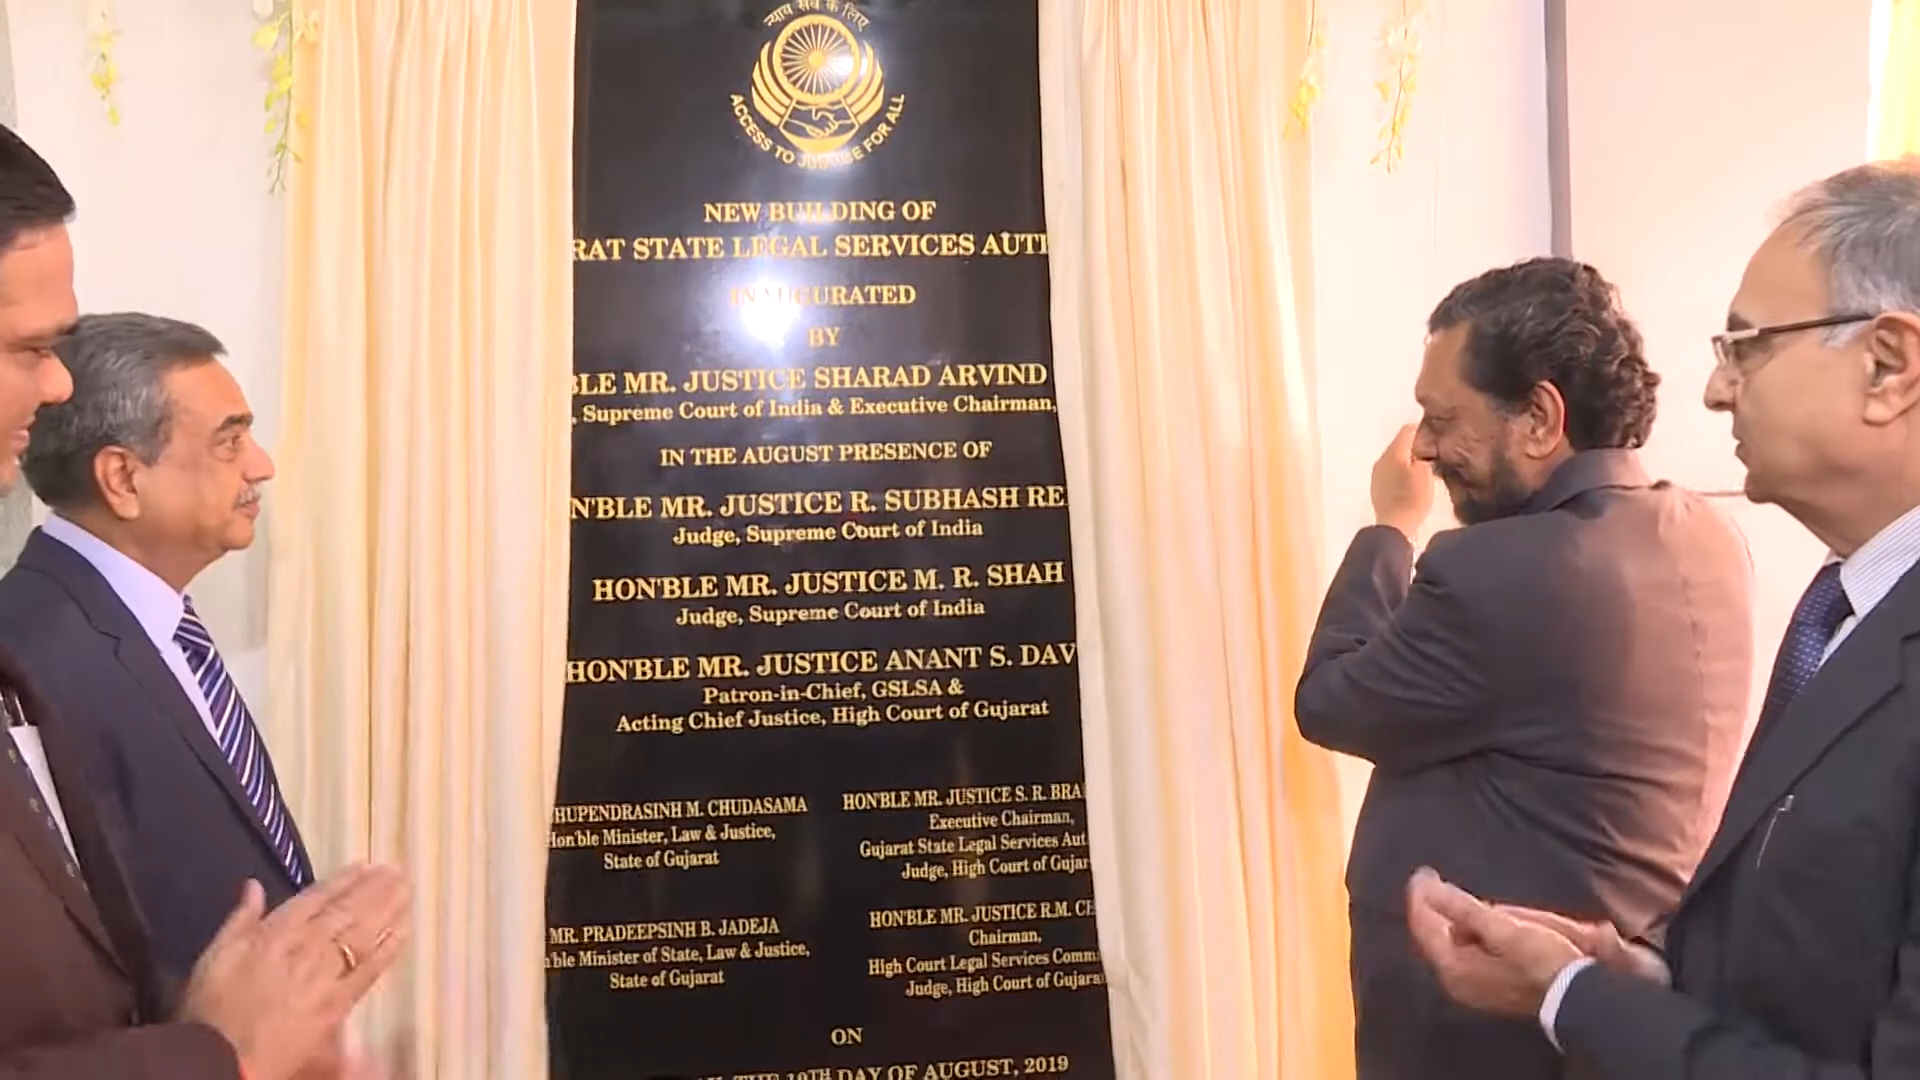 न्याय सब के लिए
ACCESS TO JUSTICE FOR ALL
NEW BUILDING OF
RAT STATE LEGAL SERVICES AUTH
INAUGURATED
BY
BLE MR. JUSTICE SHARAD ARVIND
, Supreme Court of India & Executive Chairman,
IN THE AUGUST PRESENCE OF
N'BLE MR. JUSTICE R. SUBHASH RE
Judge, Supreme Court of India
HON'BLE MR. JUSTICE M. R. SHAH
Judge, Supreme Court of India
HON'BLE MR. JUSTICE ANANT S. DAV
Patron-in-Chief, GSLSA &
Acting Chief Justice, High Court of Gujarat
HUPENDRASINH M. CHUDASAMA
Hon'ble Minister, Law & Justice,
State of Gujarat
HON'BLE MR. JUSTICE S. R. BRA
Executive Chairman,
Gujarat State Legal Services Aut
Judge, High Court of Gujar
MR. PRADEEPSINH B. JADEJA
n'ble Minister of State, Law & Justice,
State of Gujarat
HON'BLE MR. JUSTICE R.M. CH
Chairman,
High Court Legal Services Comm
Judge, High Court of Gujara
ON
DAY OF AUGUST, 2019